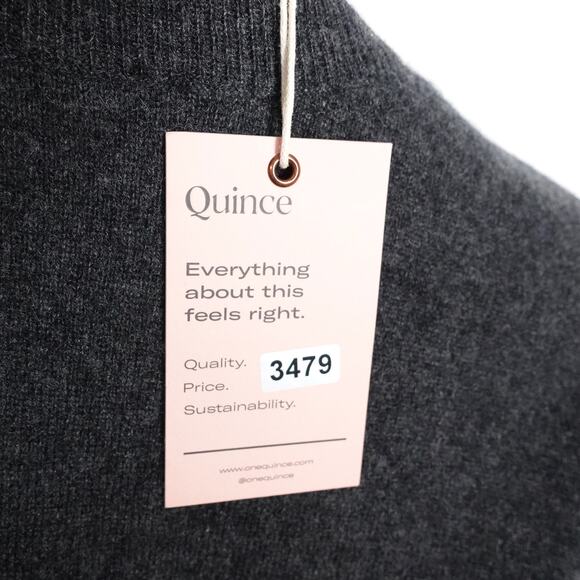 Quince
Everything
about this
feels right.
Quality.
3479
Price.
Sustainability.
www.onequince.com
@onequince